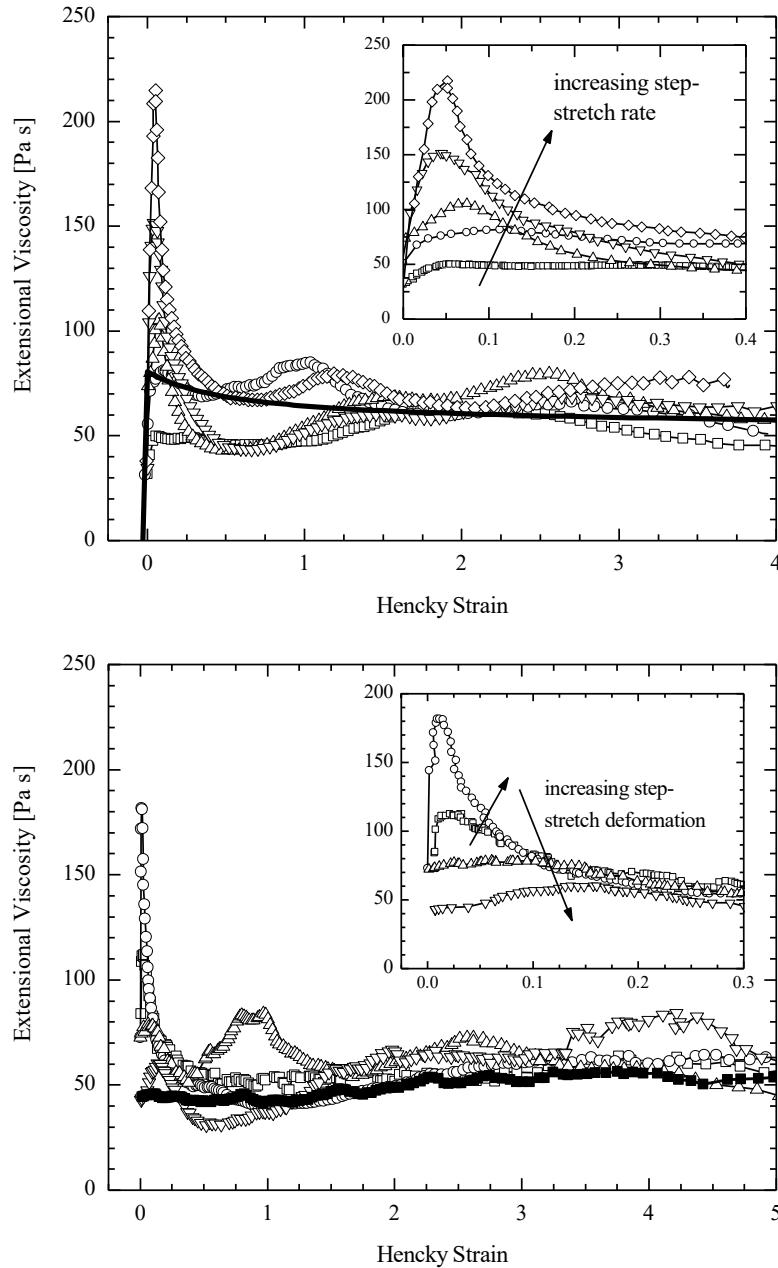 250
200
150
100
50
0
Extensional Viscosity [Pa s]
250
200
150
100
50
0
increasing step-
stretch rate
0.0 0.1 0.2 0.3 0.4
0 1 2 3 4
Hencky Strain
250
200
150
100
50
0
Extensional Viscosity [Pa s]
200
150
100
50
0
increasing step-
stretch deformation
0.0 0.1 0.2 0.3
0 1 2 3 4 5
Hencky Strain